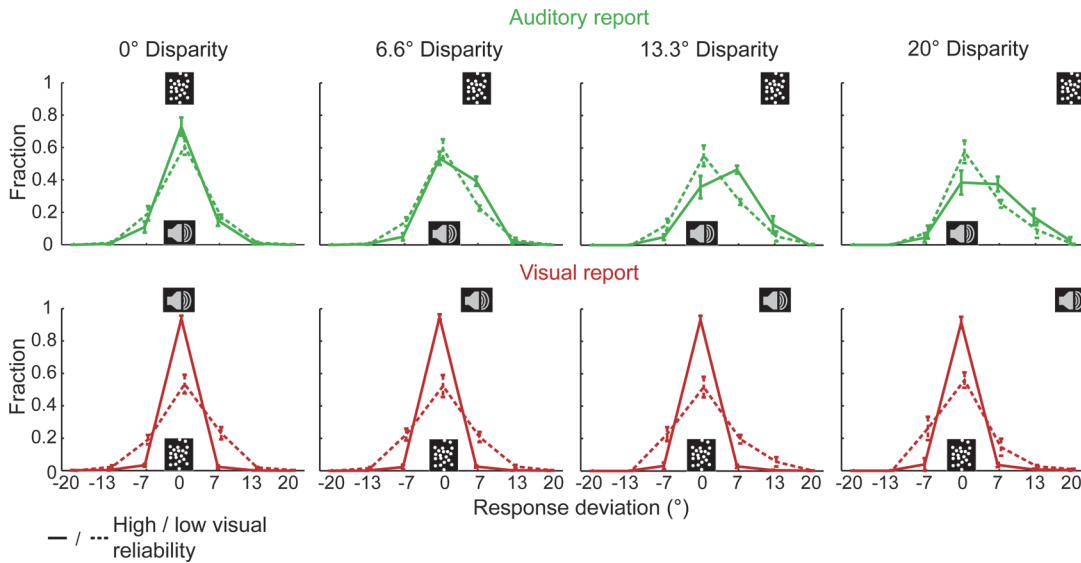 Auditory report
0° Disparity 6.6° Disparity 13.3° Disparity 20° Disparity
1
0.8
0.6
0.4
0.2
0
Fraction
Visual report
1
0.8
0.6
0.4
0.2
0
Fraction
-20 -13 -7 0 7 13 20 -20 -13 -7 0 7 13 20 -20 -13 -7 0 7 13 20 -20 -13 -7 0 7 13 20
Response deviation (°)
/ High / low visual
reliability